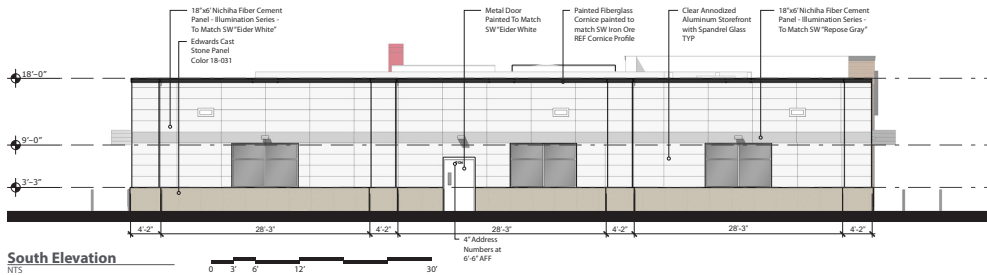 18"x6' Nichiha Fiber Cement
Panel - Illumination Series -
To Match SW "Eider White"
Edwards Cast
Stone Panel
Color 18-031
Metal Door
Painted To Match
SW "Eider White
Painted Fiberglass
Cornice painted to
match SW Iron Ore
REF Cornice Profile
Clear Annodized
Aluminum Storefront
with Spandrel Glass
TYP
18"x6' Nichiha Fiber Cement
Panel - Illumination Series -
To Match SW "Repose Gray"
18'-0"
9'-0"
3'-3"
4'-2"
28'-3"
4'-2"
28'-3"
4'-2"
28'-3"
4'-2"
4" Address
Numbers at
6'-6" AFF
South Elevation
NTS
0 3' 6' 12' 30'